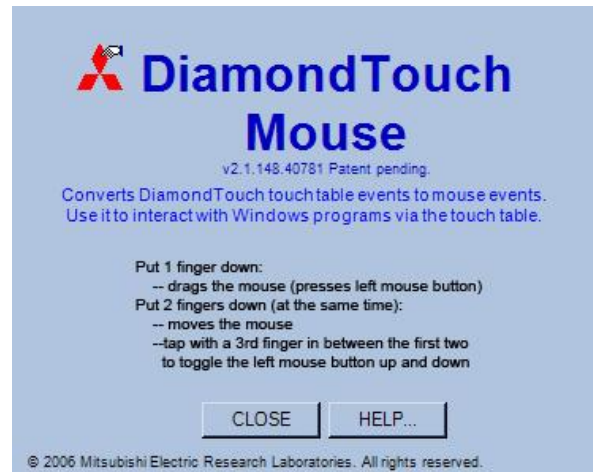 DiamondTouch
Mouse
v2.1.148.40781 Patent pending.
Converts DiamondTouch touch table events to mouse events.
Use it to interact with Windows programs via the touch table.
Put 1 finger down:
-- drags the mouse (presses left mouse button)
Put 2 fingers down (at the same time):
-- moves the mouse
--tap with a 3rd finger in between the first two
to toggle the left mouse button up and down
CLOSE HELP...
© 2006 Mitsubishi Electric Research Laboratories. All rights reserved.